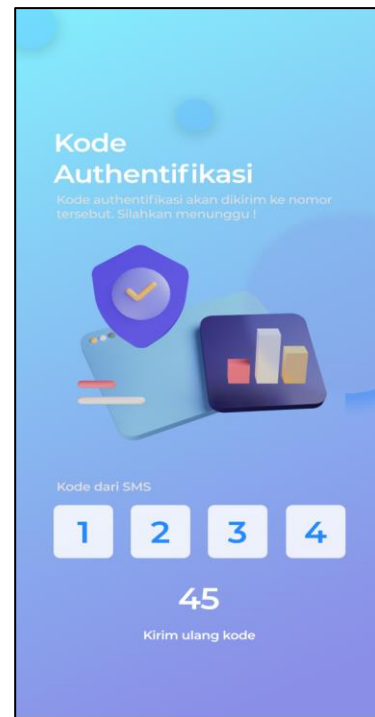 Kode
Authentifikasi
Kode authentifikasi akan dikirim ke nomor
tersebut. Silahkan menunggu !
Kode dari SMS
1 2 3 4
45
Kirim ulang kode